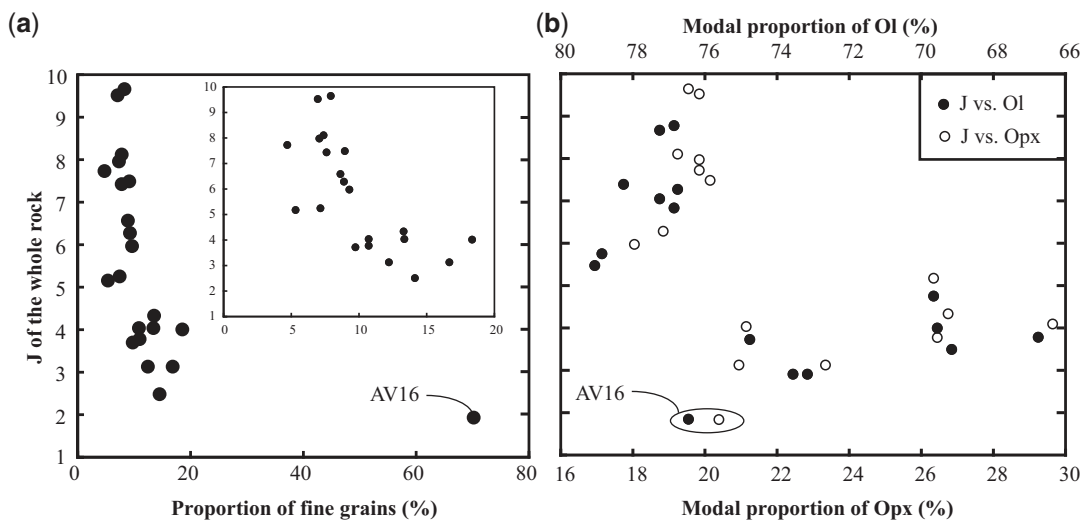 (a)
(b)
Modal proportion of Ol (%)
80 78 76 74 72 70 68 66
10
9
8
7
6
5
4
3
2
1
J of the whole rock
10
9
8
7
6
5
4
3
2
1
0 5 10 15 20
AV16
0 20 40 60 80
Proportion of fine grains (%)
J vs. Ol
J vs. Opx
AV16
16 18 20 22 24 26 28 30
Modal proportion of Opx (%)